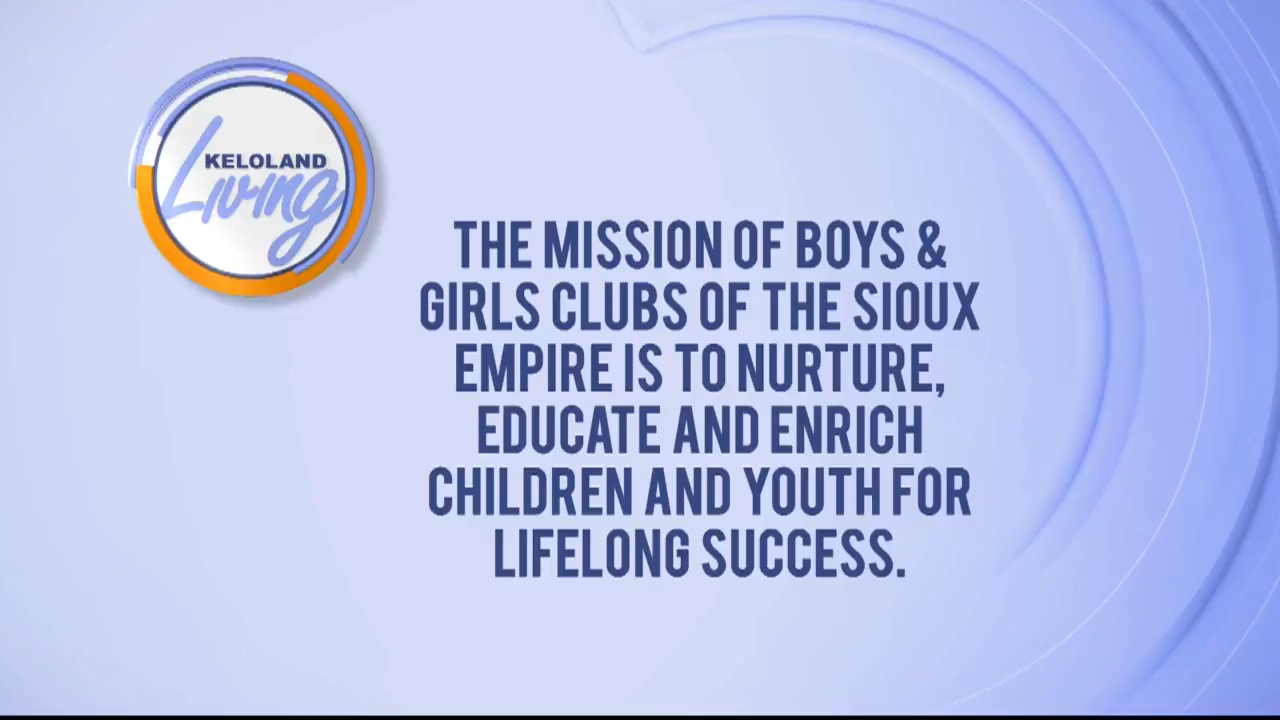 KELOLAND
Living
THE MISSION OF BOYS &
GIRLS CLUBS OF THE SIOUX
EMPIRE IS TO NURTURE,
EDUCATE AND ENRICH
CHILDREN AND YOUTH FOR
LIFELONG SUCCESS.